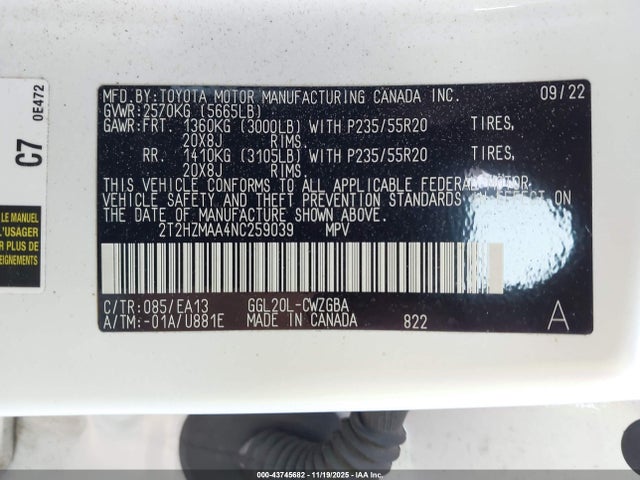 MFD.BY:TOYOTA MOTOR MANUFACTURING CANADA INC. 09/22
GVWR:2570KG (5665LB)
GAWR:FRT. 1360KG (3000LB) WITH P235/55R20 TIRES,
20X8J RIMS.
RR. 1410KG (3105LB) WITH P235/55R20 TIRES,
20X8J RIMS.
THIS VEHICLE CONFORMS TO ALL APPLICABLE FEDERAL MOTOR
VEHICLE SAFETY AND THEFT PREVENTION STANDARDS IN EFFECT ON
THE DATE OF MANUFACTURE SHOWN ABOVE.
2T2HZMAA4NC259039 MPV
C/TR:085/EA13 GGL20L-CWZGBA
A/TM:-01A/U881E MADE IN CANADA 822 A
C7 0E472
LE MANUEL
L'USAGER
R PLUS DE
000-43745682 - 11/19/2025 - IAA Inc.